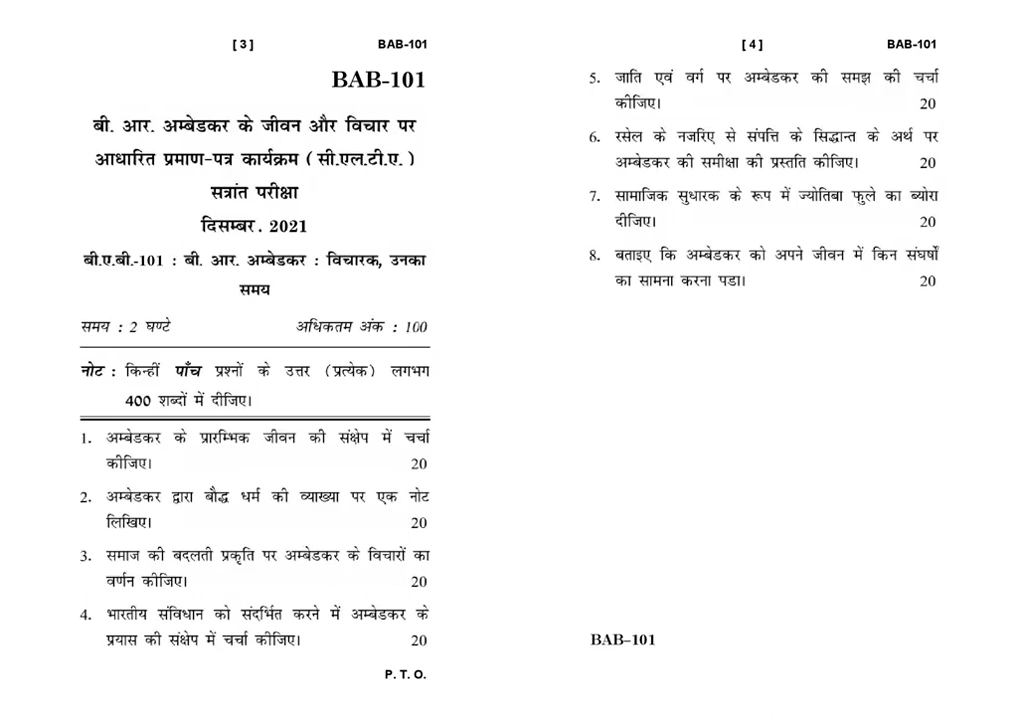 [ 3 ] BAB-101
BAB-101
बी. आर. अम्बेडकर के जीवन और विचार पर
आधारित प्रमाण-पत्र कार्यक्रम ( सी.एल.टी.ए. )
सत्रांत परीक्षा
दिसम्बर. 2021
बी.ए.बी.-101 : बी. आर. अम्बेडकर : विचारक, उनका
समय
समय : 2 घण्टे अधिकतम अंक : 100
नोट : किन्हीं पाँच प्रश्नों के उत्तर (प्रत्येक) लगभग
400 शब्दों में दीजिए।
1. अम्बेडकर के प्रारम्भिक जीवन की संक्षेप में चर्चा
कीजिए। 20
2. अम्बेडकर द्वारा बौद्ध धर्म की व्याख्या पर एक नोट
लिखिए। 20
3. समाज की बदलती प्रकृति पर अम्बेडकर के विचारों का
वर्णन कीजिए। 20
4. भारतीय संविधान को संदर्भित करने में अम्बेडकर के
प्रयास की संक्षेप में चर्चा कीजिए। 20
P. T. O.
[ 4 ] BAB-101
5. जाति एवं वर्ग पर अम्बेडकर की समझ की चर्चा
कीजिए। 20
6. रसेल के नजरिए से संपत्ति के सिद्धान्त के अर्थ पर
अम्बेडकर की समीक्षा की प्रस्तति कीजिए। 20
7. सामाजिक सुधारक के रूप में ज्योतिबा फुले का ब्योरा
दीजिए। 20
8. बताइए कि अम्बेडकर को अपने जीवन में किन संघर्षों
का सामना करना पडा। 20
BAB–101